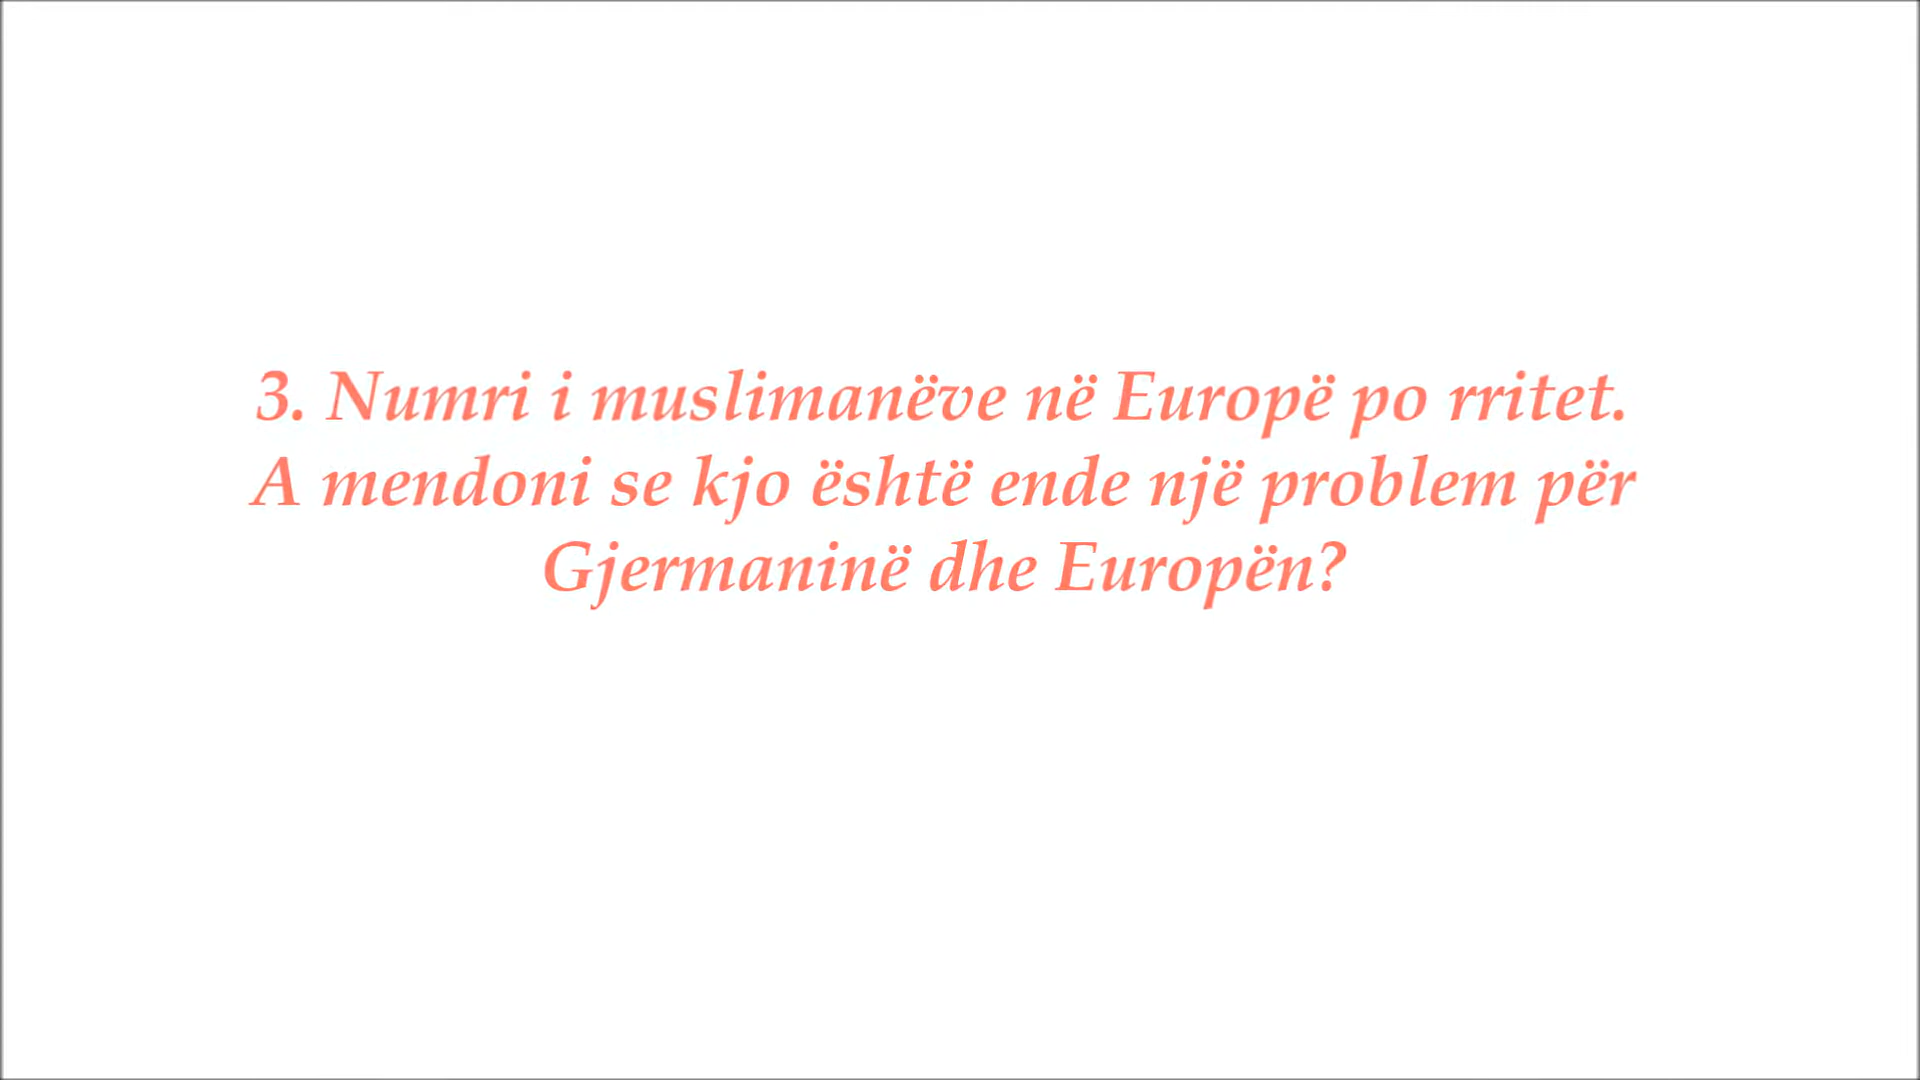 3. Numri i muslimanëve në Europë po rritet.
A mendoni se kjo është ende një problem për
Gjermaninë dhe Europën?